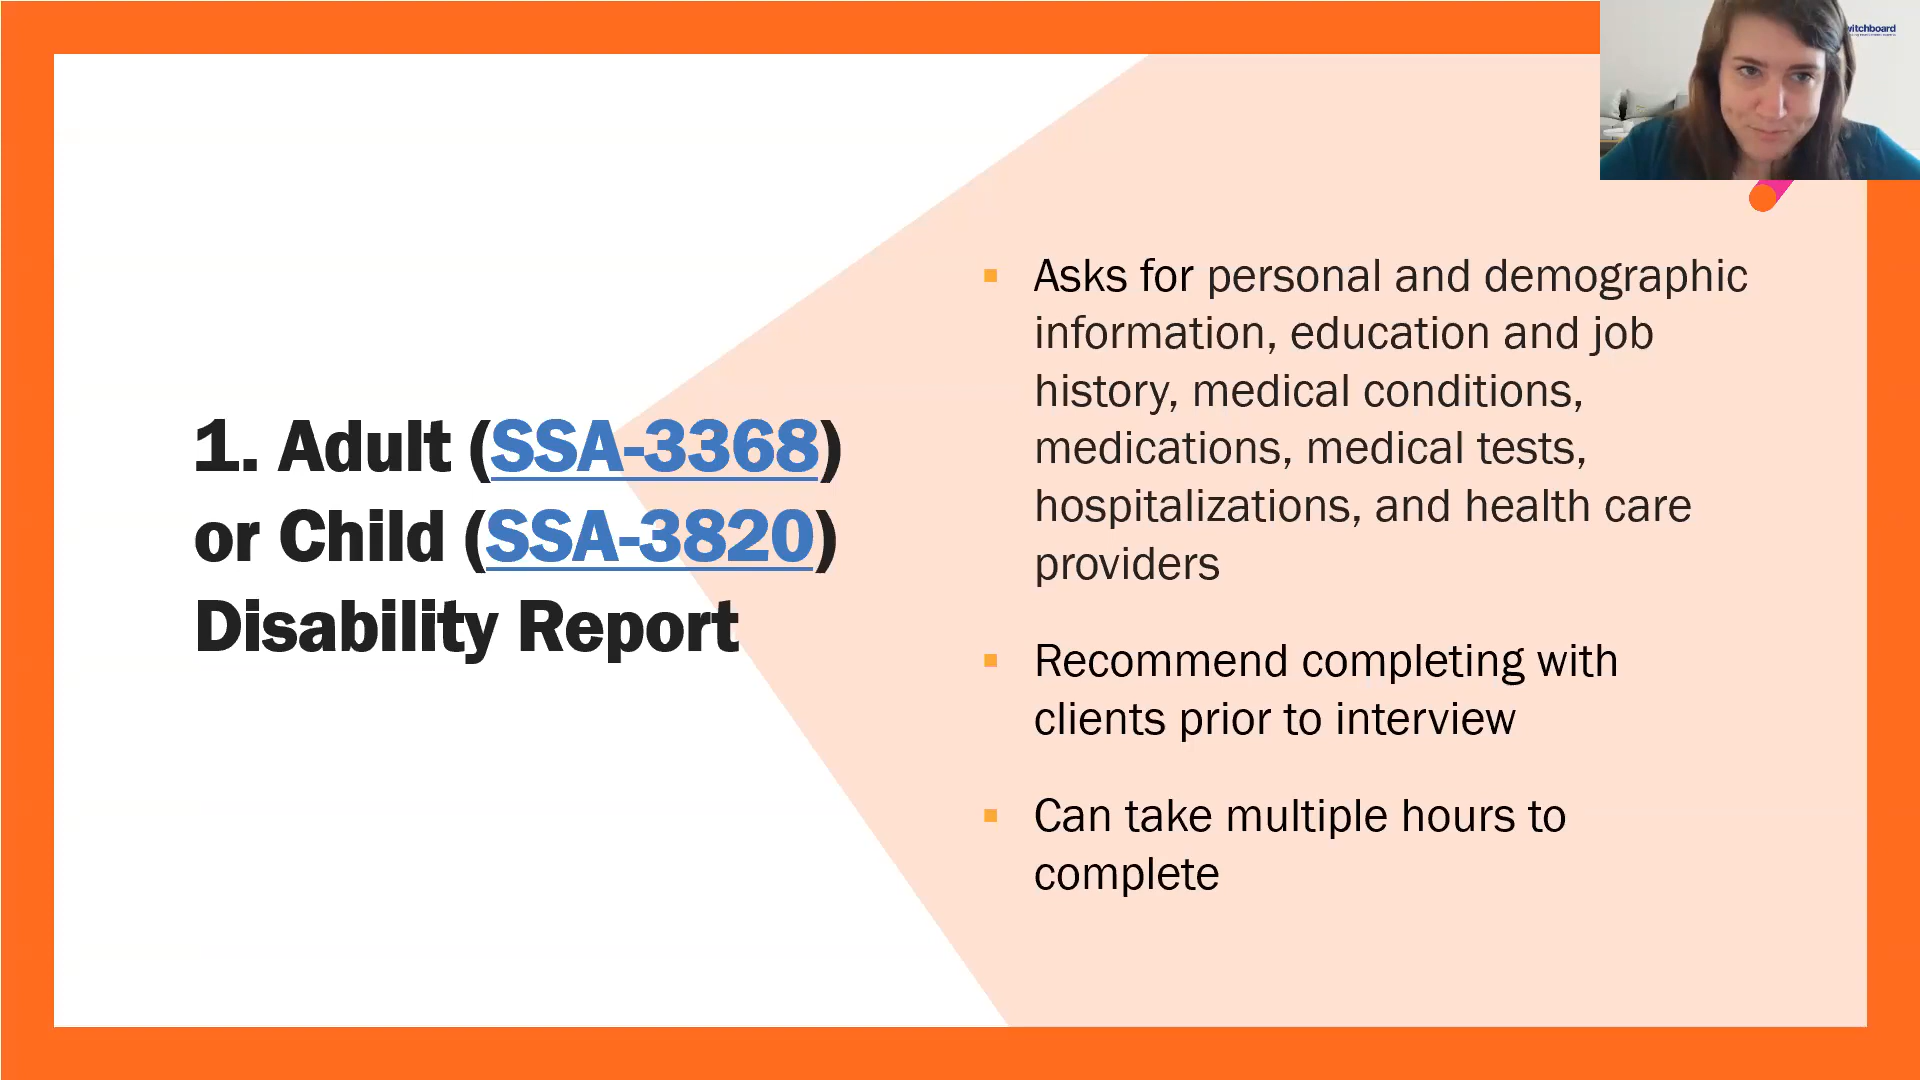 1. Adult (SSA-3368)
or Child (SSA-3820)
Disability Report
Asks for personal and demographic
information, education and job
history, medical conditions,
medications, medical tests,
hospitalizations, and health care
providers
Recommend completing with
clients prior to interview
Can take multiple hours to
complete
witchboard